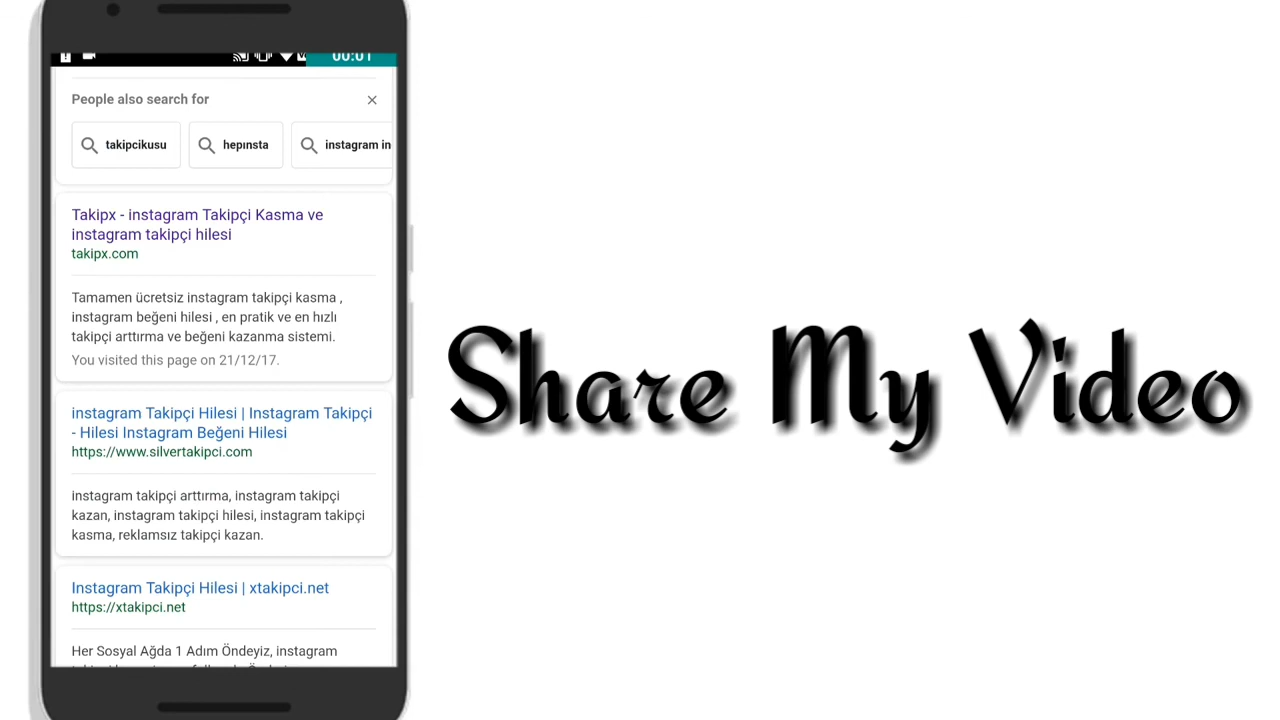 00:01
People also search for
takipcikusu
hepınsta
instagram in
Takipx - instagram Takipçi Kasma ve
instagram takipçi hilesi
takipx.com
Tamamen ücretsiz instagram takipçi kasma ,
instagram beğeni hilesi , en pratik ve en hızlı
takipçi arttırma ve beğeni kazanma sistemi.
You visited this page on 21/12/17.
instagram Takipçi Hilesi | Instagram Takipçi
- Hilesi Instagram Beğeni Hilesi
https://www.silvertakipci.com
instagram takipçi arttırma, instagram takipçi
kazan, instagram takipçi hilesi, instagram takipçi
kasma, reklamsız takipçi kazan.
Instagram Takipçi Hilesi | xtakipci.net
https://xtakipci.net
Her Sosyal Ağda 1 Adım Öndeyiz, instagram
Share My Video